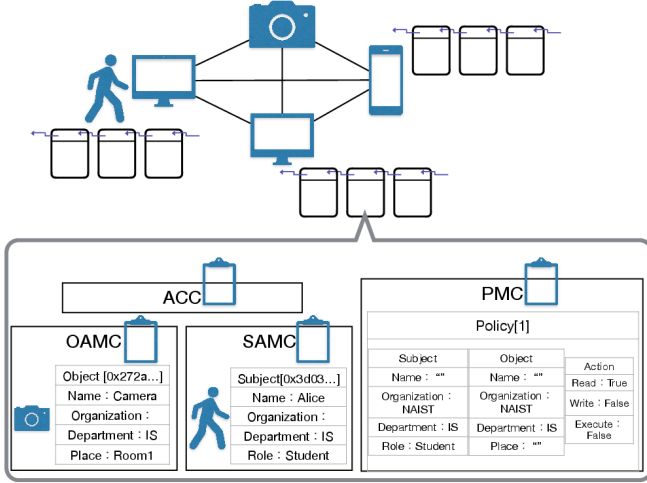 ACC
OAMC
Object [0x272a...]
Name : Camera
Organization :
Department : IS
Place : Room1
SAMC
Subject[0x3d03...]
Name : Alice
Organization :
Department : IS
Role : Student
PMC
Policy[1]
Subject
Name : “”
Organization :
NAIST
Department : IS
Role : Student
Object
Name : “”
Organization :
NAIST
Department : IS
Place : “”
Action
Read : True
Write : False
Execute :
False